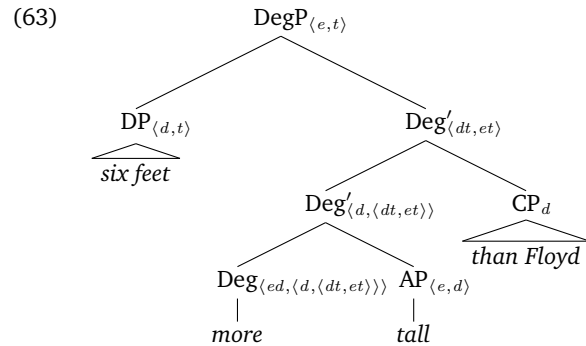 (63) DegP⟨e,t⟩
DP⟨d,t⟩ Deg′⟨dt,et⟩
six feet
Deg′⟨d,⟨dt,et⟩⟩ CPd
than Floyd
Deg⟨ed,⟨d,⟨dt,et⟩⟩⟩ AP⟨e,d⟩
more tall